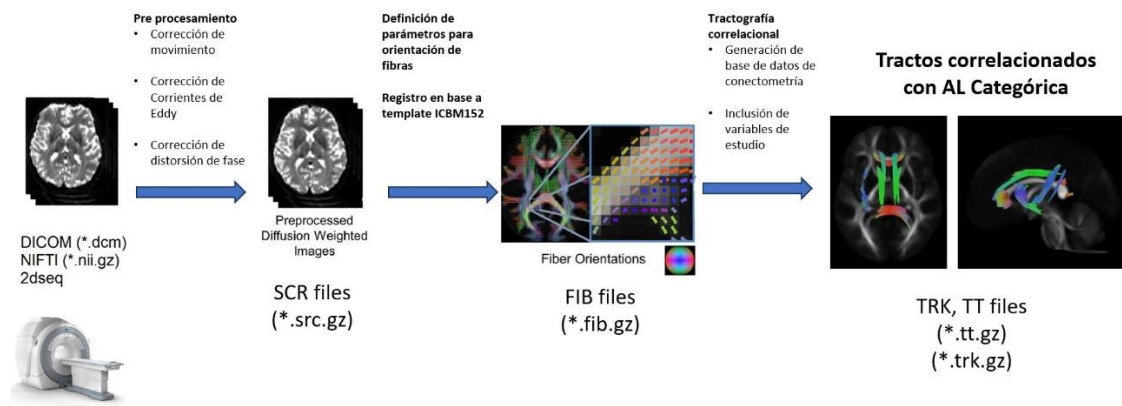 Pre procesamiento
• Corrección de
movimiento
• Corrección de
Corrientes de
Eddy
• Corrección de
distorsión de fase
Definición de
parámetros para
orientación de
fibras
Registro en base a
template ICBM152
Tractografía
correlacional
• Generación de
base de datos de
conectometría
• Inclusión de
variables de
estudio
Tractos correlacionados
con AL Categórica
DICOM (*.dcm)
NIFTI (*.nii.gz)
2dseq
Preprocessed
Diffusion Weighted
Images
SCR files
(*.src.gz)
Fiber Orientations
FIB files
(*.fib.gz)
TRK, TT files
(*.tt.gz)
(*.trk.gz)